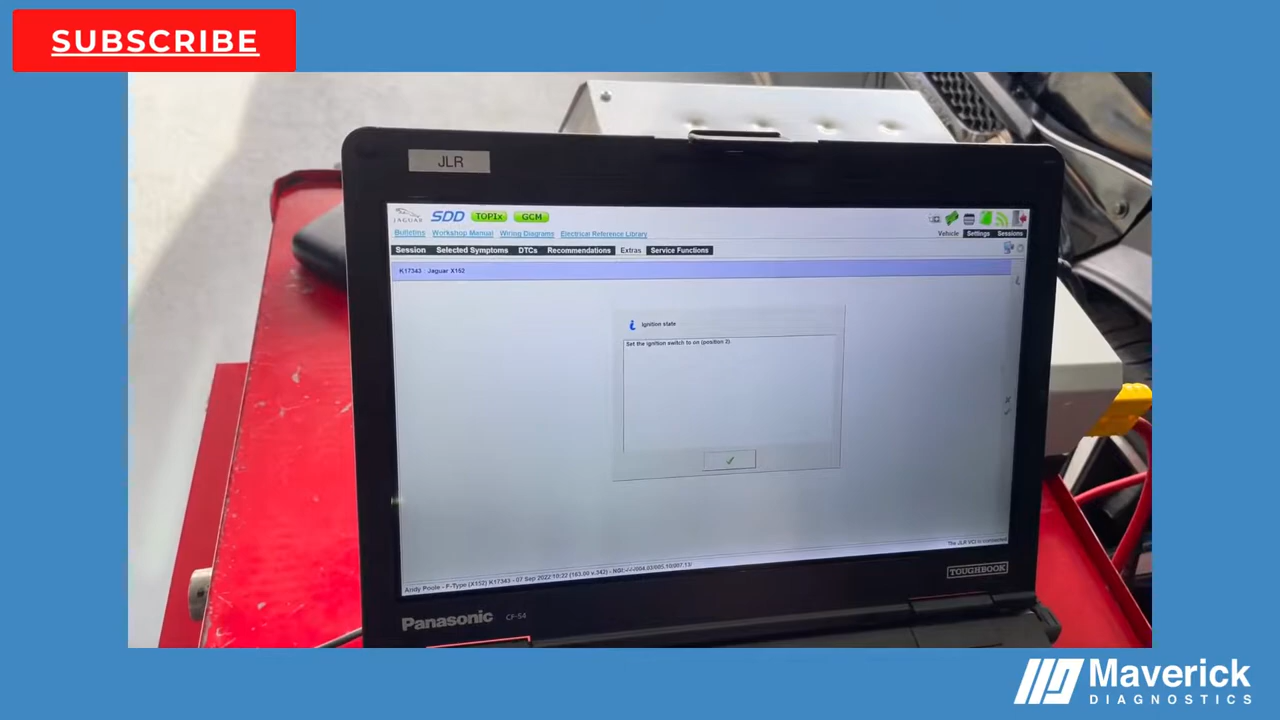 SUBSCRIBE
JLR
JAGUAR SDD TOPIx GCM
Bulletins Workshop Manual Wiring Diagrams Electrical Reference Library
Vehicle Settings Sessions
Session Selected Symptoms DTCs Recommendations Extras Service Functions
K17343 : Jaguar X152
Ignition state
Set the ignition switch to on (position 2)
The JLR VCI is connected
Andy Poole - F-Type (X152) K17343 - 07 Sep 2022 10:27
TOUGHBOOK
Panasonic CF-54
Maverick
DIAGNOSTICS